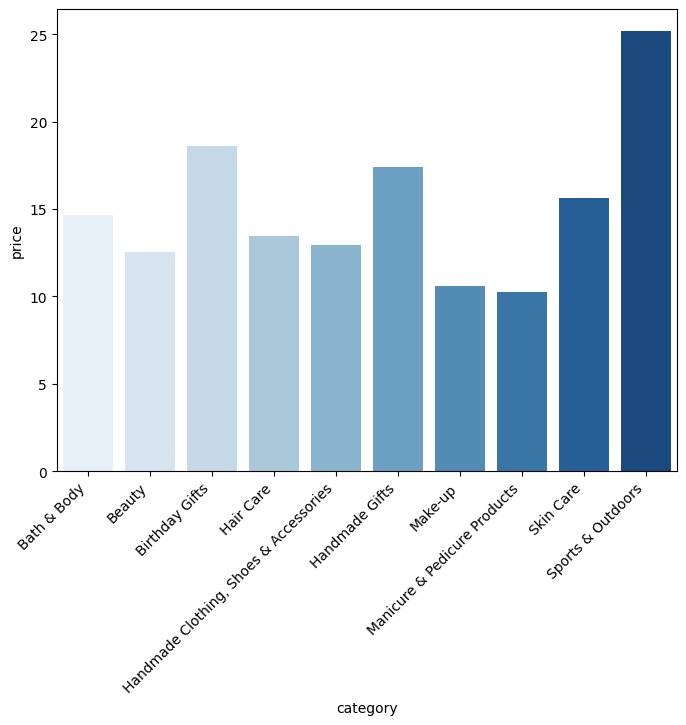 25
20
15
10
5
0
price
Bath & Body
Beauty
Birthday Gifts
Hair Care
Handmade Clothing, Shoes & Accessories
Handmade Gifts
Make-up
Manicure & Pedicure Products
Skin Care
Sports & Outdoors
category